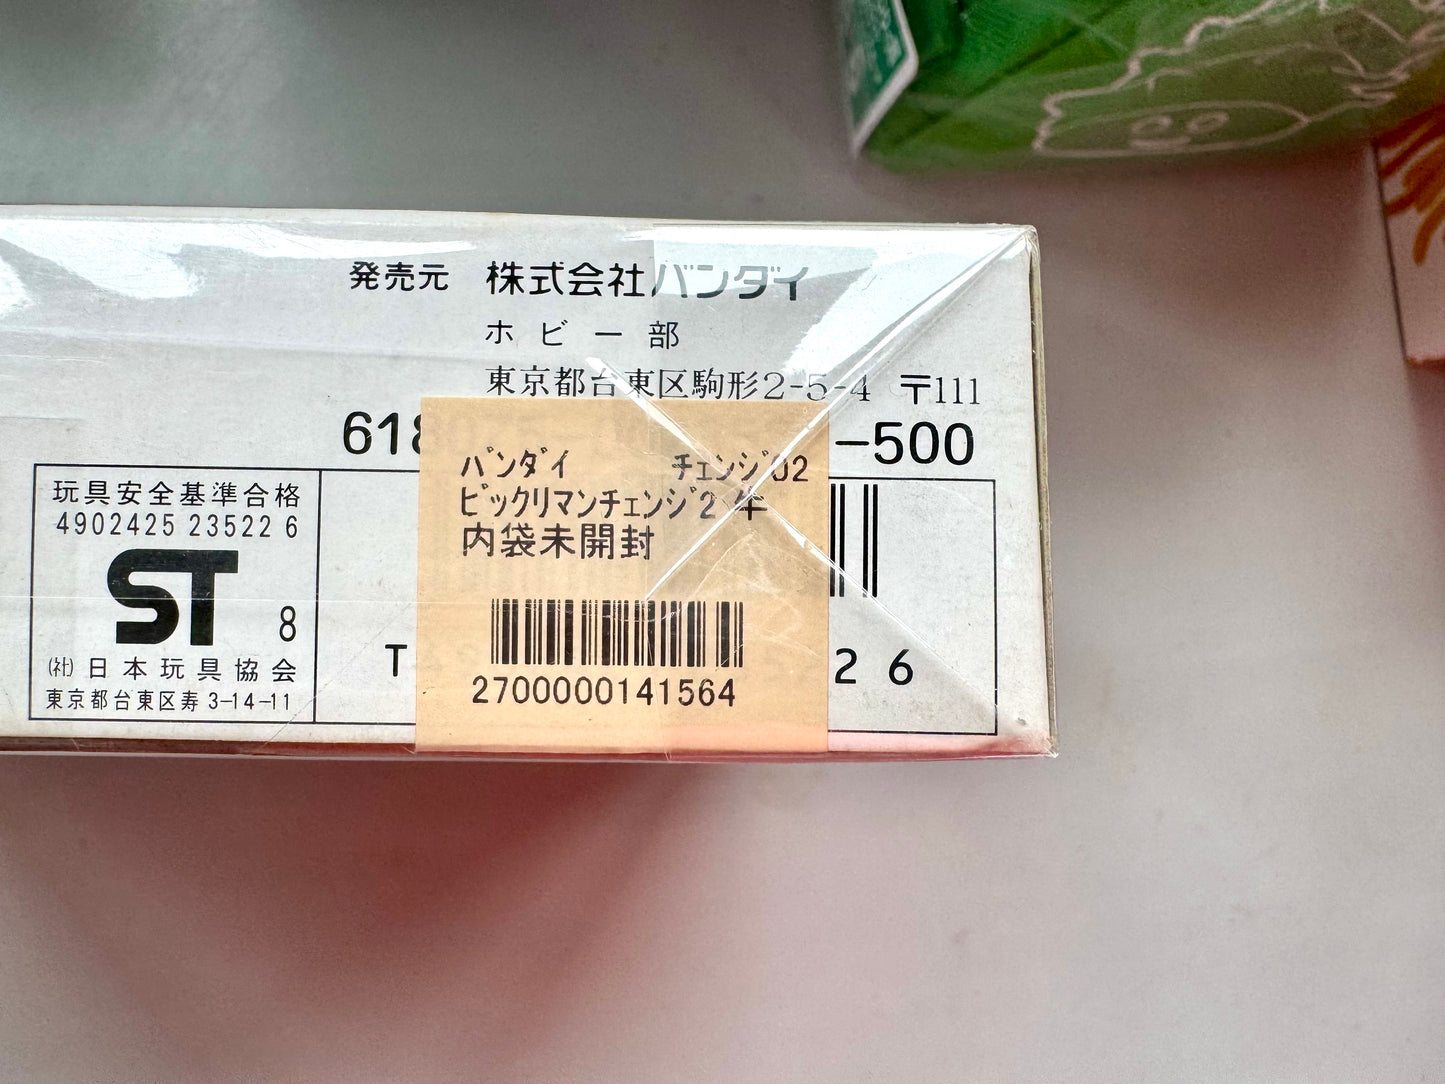 発売元 株式会社バンダイ
ホビー部
東京都台東区駒形2-5-4 〒111
618 -500
玩具安全基準合格
4902425 23522 6
ST 8
(社)日本玩具協会
東京都台東区寿3-14-11
T 26
バンダイ チェンジ02
ビックリマンチェンジ2 牛
内袋未開封
2700000141564